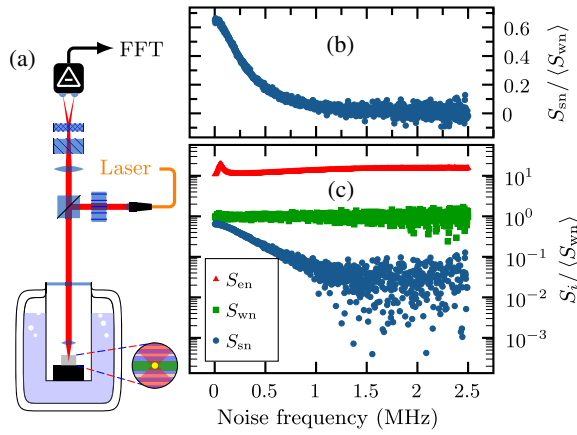 (a)
FFT
Laser
(b)
0.6
0.4
0.2
0
S_sn/⟨S_wn⟩
(c)
10^1
10^0
10^−1
10^−2
10^−3
S_i/⟨S_wn⟩
S_en
S_wn
S_sn
0 0.5 1 1.5 2 2.5
Noise frequency (MHz)